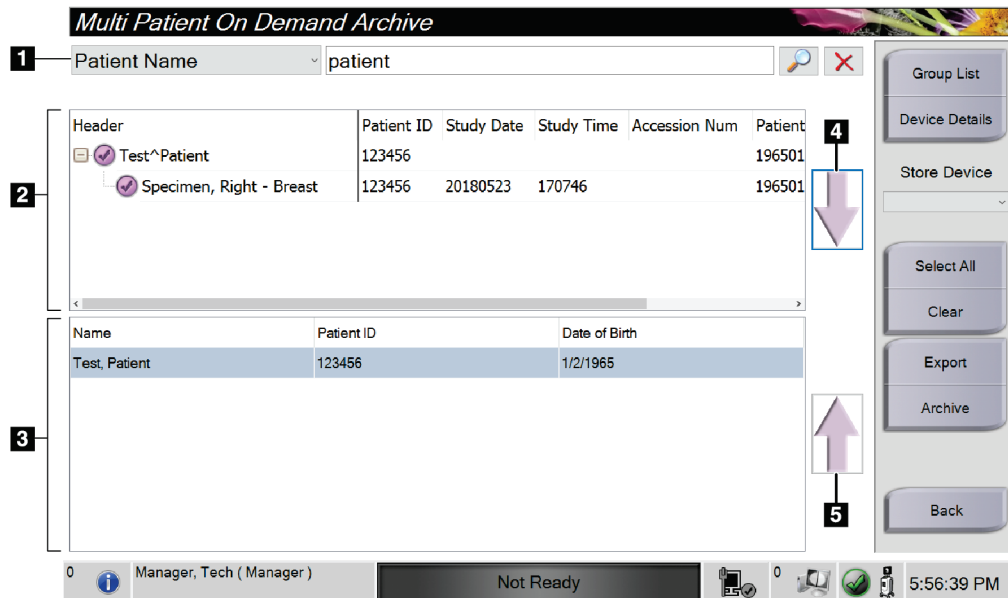 Multi Patient On Demand Archive
1
Patient Name
patient
Group List
Device Details
Store Device
Select All
Clear
Export
Archive
Back
2
Header Patient ID Study Date Study Time Accession Num Patient
Test^Patient 123456 196501
Specimen, Right - Breast 123456 20180523 170746 196501
4
3
Name Patient ID Date of Birth
Test, Patient 123456 1/2/1965
5
0
Manager, Tech ( Manager )
Not Ready
0
5:56:39 PM